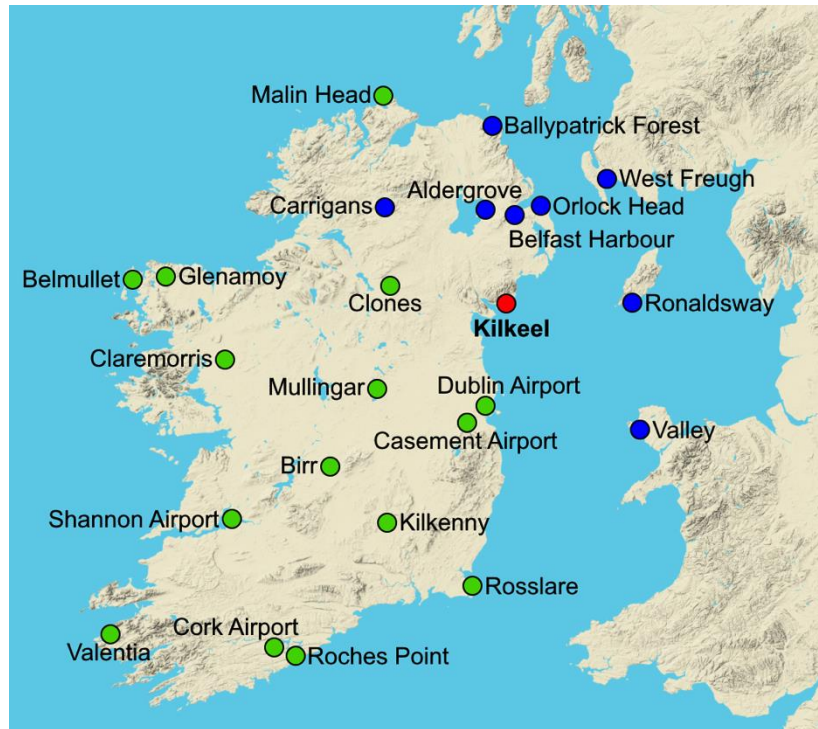 Malin Head
Ballypatrick Forest
West Freugh
Aldergrove
Carrigans
Orlock Head
Belfast Harbour
Belmullet
Glenamoy
Clones
Ronaldsway
Kilkeel
Claremorris
Mullingar
Dublin Airport
Casement Airport
Valley
Birr
Shannon Airport
Kilkenny
Rosslare
Cork Airport
Valentia
Roches Point